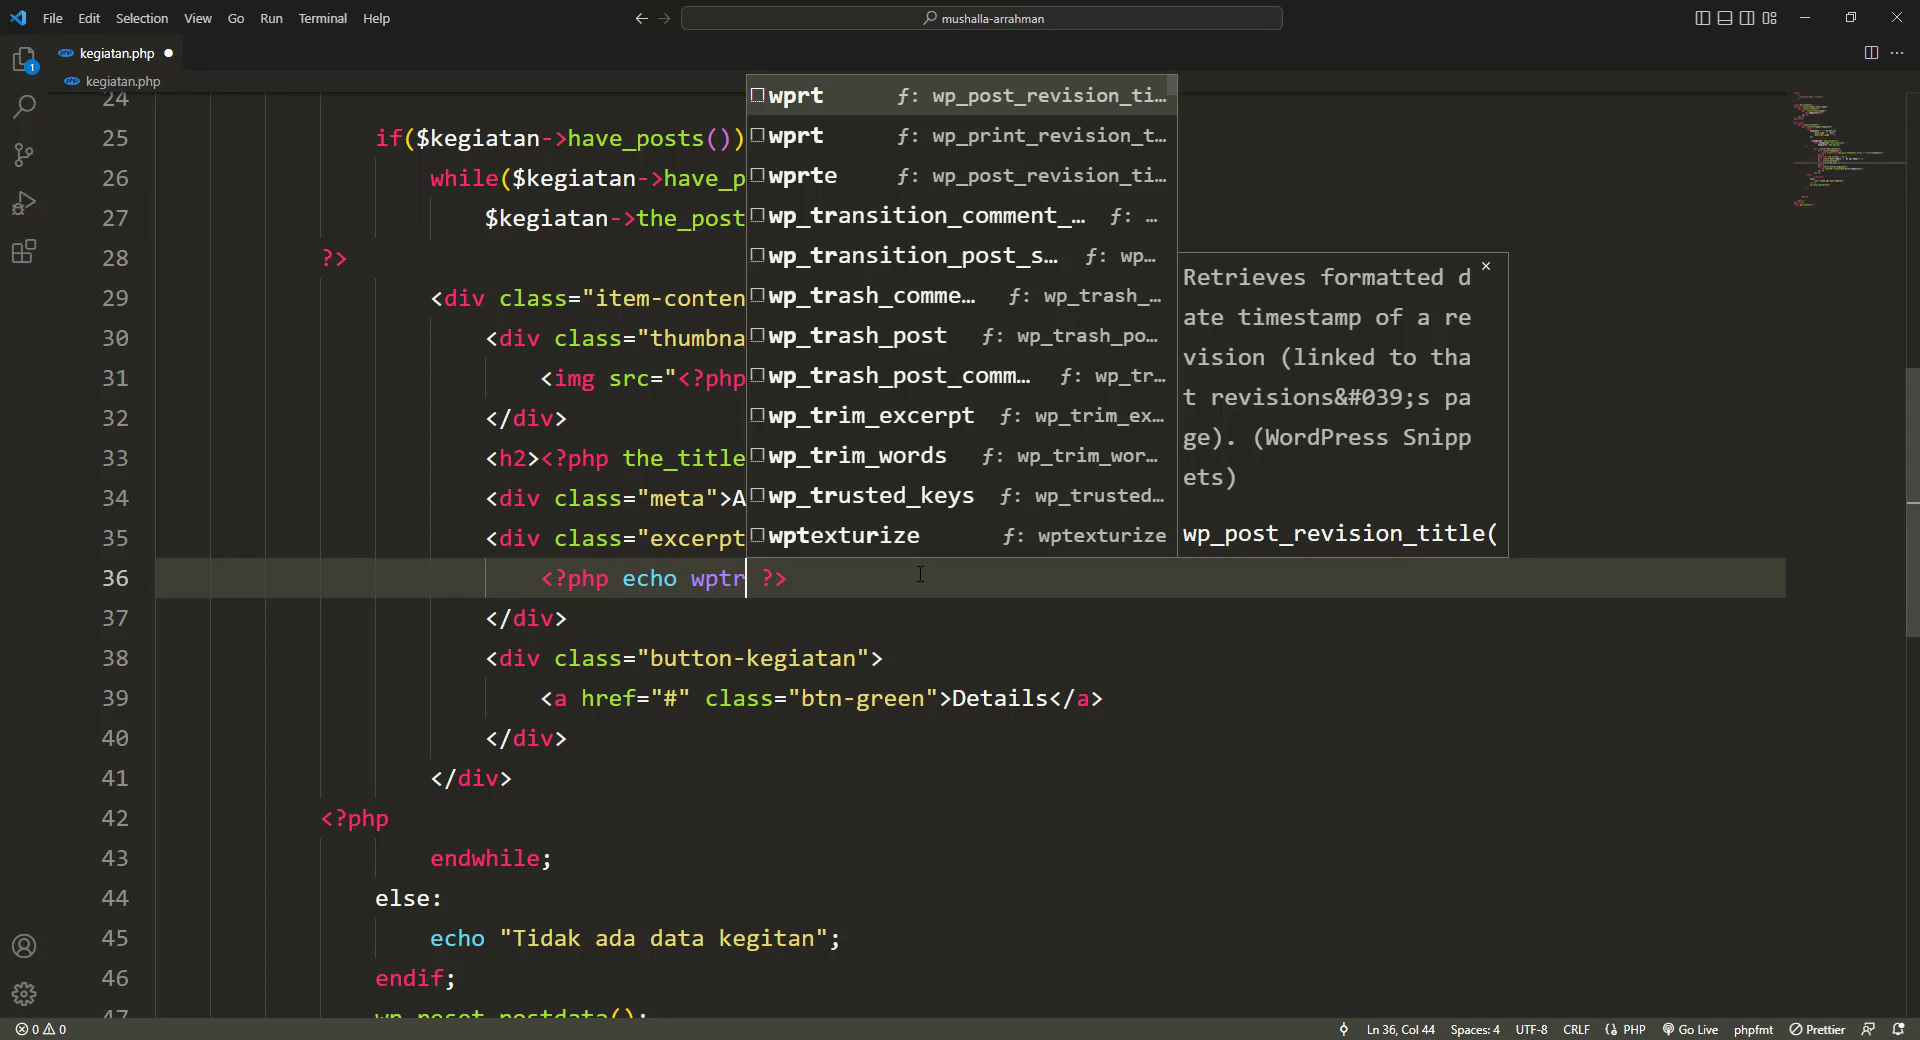 File Edit Selection View Go Run Terminal Help
mushalla-arrahman
kegiatan.php
kegiatan.php
1
24
25 if($kegiatan->have_posts())
26 while($kegiatan->have_p
27 $kegiatan->the_post
28 ?>
29 <div class="item-conten
30 <div class="thumbna
31 <img src="<?php
32 </div>
33 <h2><?php the_title
34 <div class="meta">A
35 <div class="excerpt
36 <?php echo wptr ?>
37 </div>
38 <div class="button-kegiatan">
39 <a href="#" class="btn-green">Details</a>
40 </div>
41 </div>
42 <?php
43 endwhile;
44 else:
45 echo "Tidak ada data kegitan";
46 endif;
47 wp_reset_postdata();
wprt ƒ: wp_post_revision_ti…
wprt ƒ: wp_print_revision_t…
wprte ƒ: wp_post_revision_ti…
wp_transition_comment_… ƒ: …
wp_transition_post_s… ƒ: wp…
wp_trash_comme… ƒ: wp_trash_…
wp_trash_post ƒ: wp_trash_po…
wp_trash_post_comm… ƒ: wp_tr…
wp_trim_excerpt ƒ: wp_trim_ex…
wp_trim_words ƒ: wp_trim_wor…
wp_trusted_keys ƒ: wp_trusted…
wptexturize ƒ: wptexturize
Retrieves formatted d
ate timestamp of a re
vision (linked to tha
t revisions&#039;s pa
ge). (WordPress Snipp
ets)
wp_post_revision_title(
0 0 Ln 36, Col 44 Spaces: 4 UTF-8 CRLF PHP Go Live phpfmt Prettier